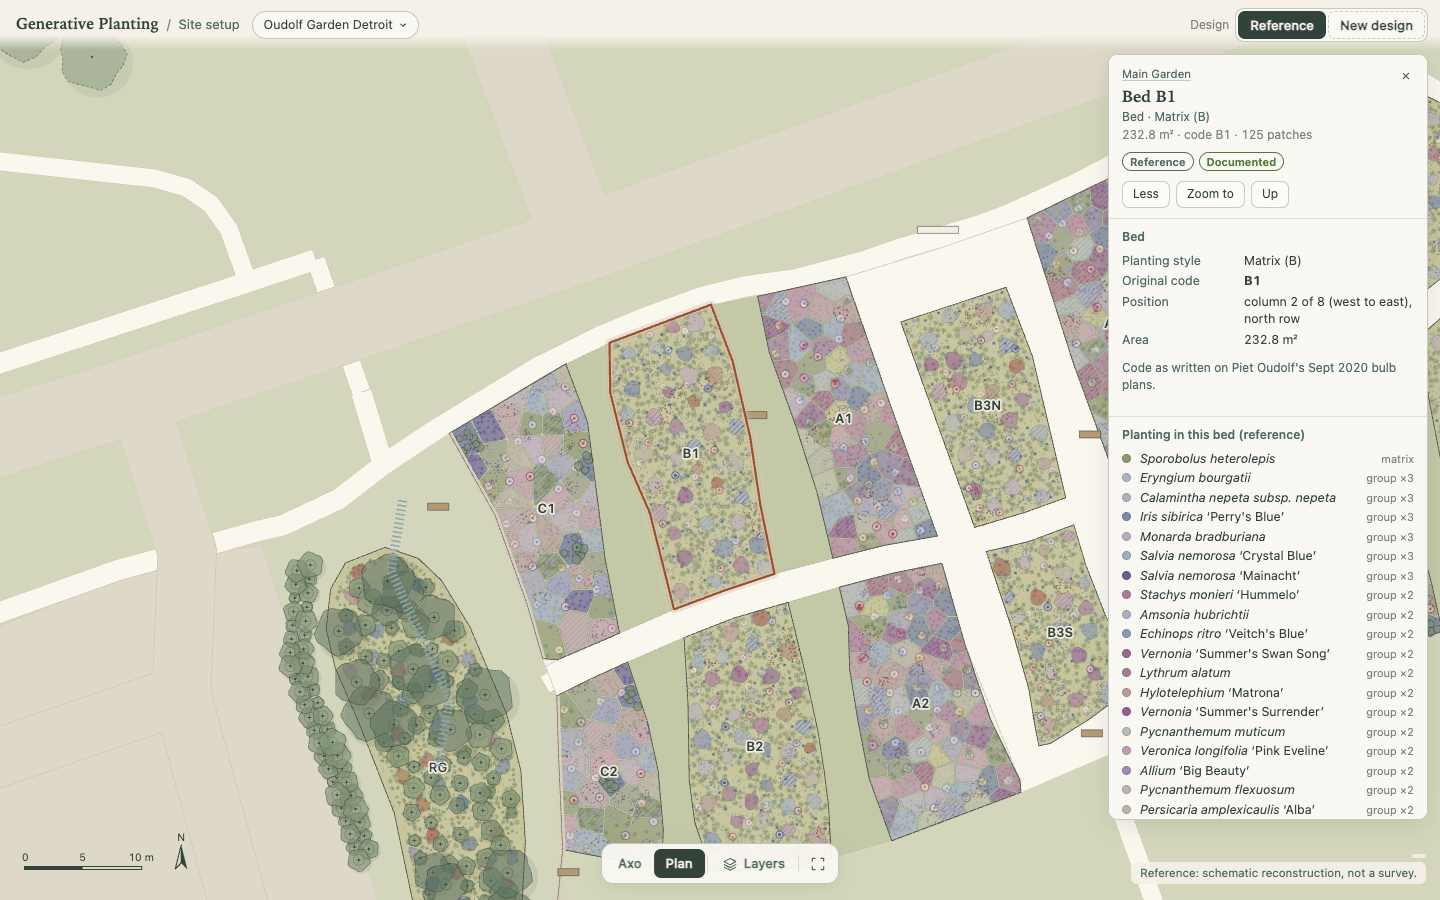 Generative Planting / Site setup
Oudolf Garden Detroit
Design
Reference
New design
Main Garden
×
Bed B1
Bed · Matrix (B)
232.8 m² · code B1 · 125 patches
Reference
Documented
Less
Zoom to
Up
Bed
Planting style Matrix (B)
Original code B1
Position column 2 of 8 (west to east),
north row
Area 232.8 m²
Code as written on Piet Oudolf's Sept 2020 bulb
plans.
Planting in this bed (reference)
Sporobolus heterolepis matrix
Eryngium bourgatii group ×3
Calamintha nepeta subsp. nepeta group ×3
Iris sibirica ‘Perry's Blue’ group ×3
Monarda bradburiana group ×3
Salvia nemorosa ‘Crystal Blue’ group ×3
Salvia nemorosa ‘Mainacht’ group ×3
Stachys monieri ‘Hummelo’ group ×2
Amsonia hubrichtii group ×2
Echinops ritro ‘Veitch's Blue’ group ×2
Vernonia ‘Summer's Swan Song’ group ×2
Lythrum alatum group ×2
Hylotelephium ‘Matrona’ group ×2
Vernonia ‘Summer's Surrender’ group ×2
Pycnanthemum muticum group ×2
Veronica longifolia ‘Pink Eveline’ group ×2
Allium ‘Big Beauty’ group ×2
Pycnanthemum flexuosum group ×2
Persicaria amplexicaulis ‘Alba’ group ×2
B3N
A1
B1
C1
B3S
A2
B2
RG
C2
N
0 5 10 m
Axo
Plan
Layers
Reference: schematic reconstruction, not a survey.